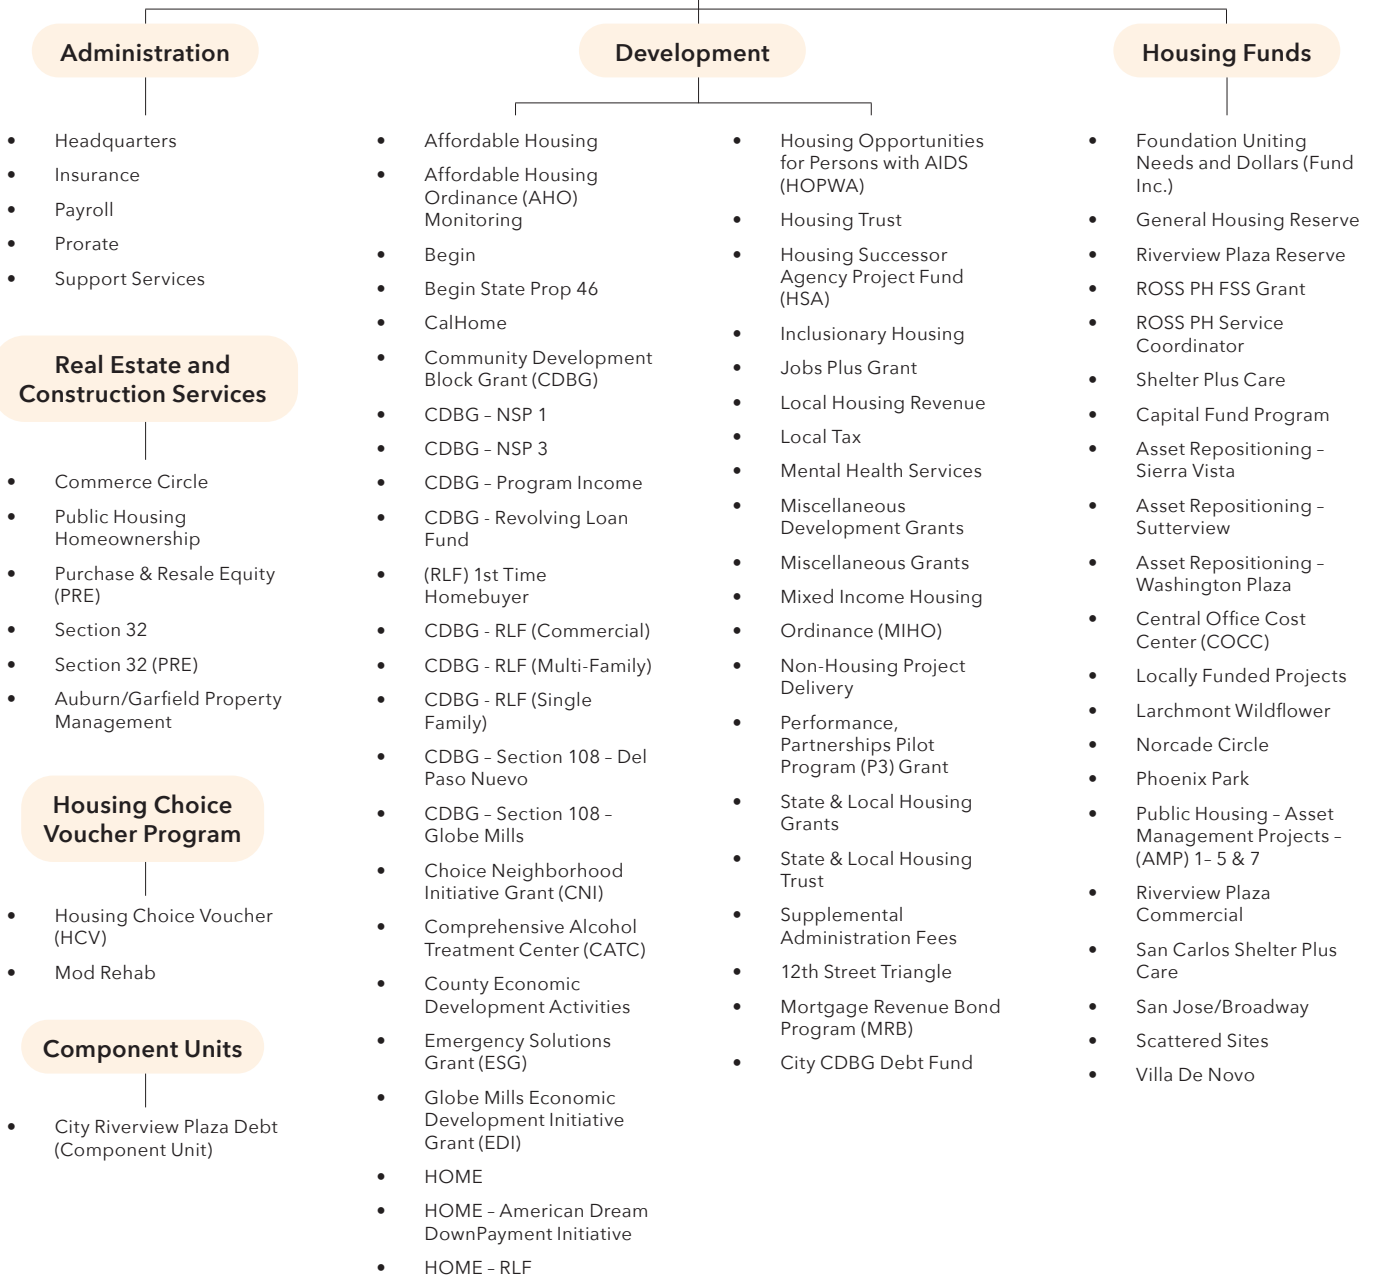 Administration
Headquarters
Insurance
Payroll
Prorate
Support Services
Real Estate and
Construction Services
Commerce Circle
Public Housing
Homeownership
Purchase & Resale Equity
(PRE)
Section 32
Section 32 (PRE)
Auburn/Garfield Property
Management
Housing Choice
Voucher Program
Housing Choice Voucher
(HCV)
Mod Rehab
Component Units
City Riverview Plaza Debt
(Component Unit)
Development
Affordable Housing
Affordable Housing
Ordinance (AHO)
Monitoring
Begin
Begin State Prop 46
CalHome
Community Development
Block Grant (CDBG)
CDBG – NSP 1
CDBG – NSP 3
CDBG – Program Income
CDBG - Revolving Loan
Fund
(RLF) 1st Time
Homebuyer
CDBG - RLF (Commercial)
CDBG - RLF (Multi-Family)
CDBG – RLF (Single
Family)
CDBG – Section 108 – Del
Paso Nuevo
CDBG – Section 108 –
Globe Mills
Choice Neighborhood
Initiative Grant (CNI)
Comprehensive Alcohol
Treatment Center (CATC)
County Economic
Development Activities
Emergency Solutions
Grant (ESG)
Globe Mills Economic
Development Initiative
Grant (EDI)
HOME
HOME – American Dream
DownPayment Initiative
HOME – RLF
Housing Opportunities
for Persons with AIDS
(HOPWA)
Housing Trust
Housing Successor
Agency Project Fund
(HSA)
Inclusionary Housing
Jobs Plus Grant
Local Housing Revenue
Local Tax
Mental Health Services
Miscellaneous
Development Grants
Miscellaneous Grants
Mixed Income Housing
Ordinance (MIHO)
Non-Housing Project
Delivery
Performance,
Partnerships Pilot
Program (P3) Grant
State & Local Housing
Grants
State & Local Housing
Trust
Supplemental
Administration Fees
12th Street Triangle
Mortgage Revenue Bond
Program (MRB)
City CDBG Debt Fund
Housing Funds
Foundation Uniting
Needs and Dollars (Fund
Inc.)
General Housing Reserve
Riverview Plaza Reserve
ROSS PH FSS Grant
ROSS PH Service
Coordinator
Shelter Plus Care
Capital Fund Program
Asset Repositioning –
Sierra Vista
Asset Repositioning –
Sutterview
Asset Repositioning –
Washington Plaza
Central Office Cost
Center (COCC)
Locally Funded Projects
Larchmont Wildflower
Norcade Circle
Phoenix Park
Public Housing – Asset
Management Projects –
(AMP) 1– 5 & 7
Riverview Plaza
Commercial
San Carlos Shelter Plus
Care
San Jose/Broadway
Scattered Sites
Villa De Novo